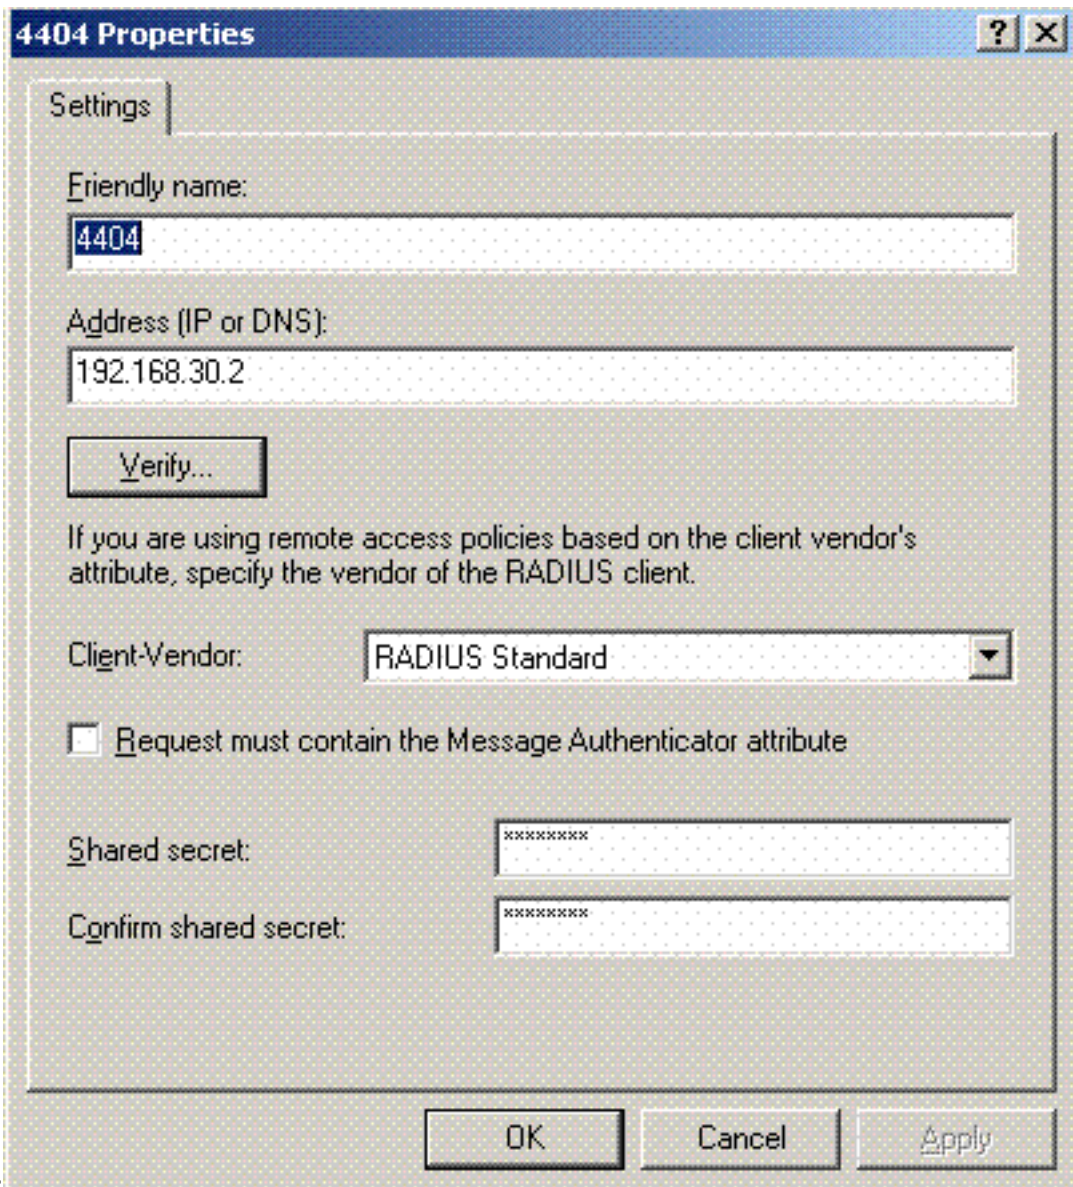 4404 Properties
Settings
Friendly name:
4404
Address (IP or DNS):
192.168.30.2
Verify...
If you are using remote access policies based on the client vendor's
attribute, specify the vendor of the RADIUS client.
Client-Vendor: RADIUS Standard
Request must contain the Message Authenticator attribute
Shared secret: ********
Confirm shared secret: ********
OK Cancel Apply